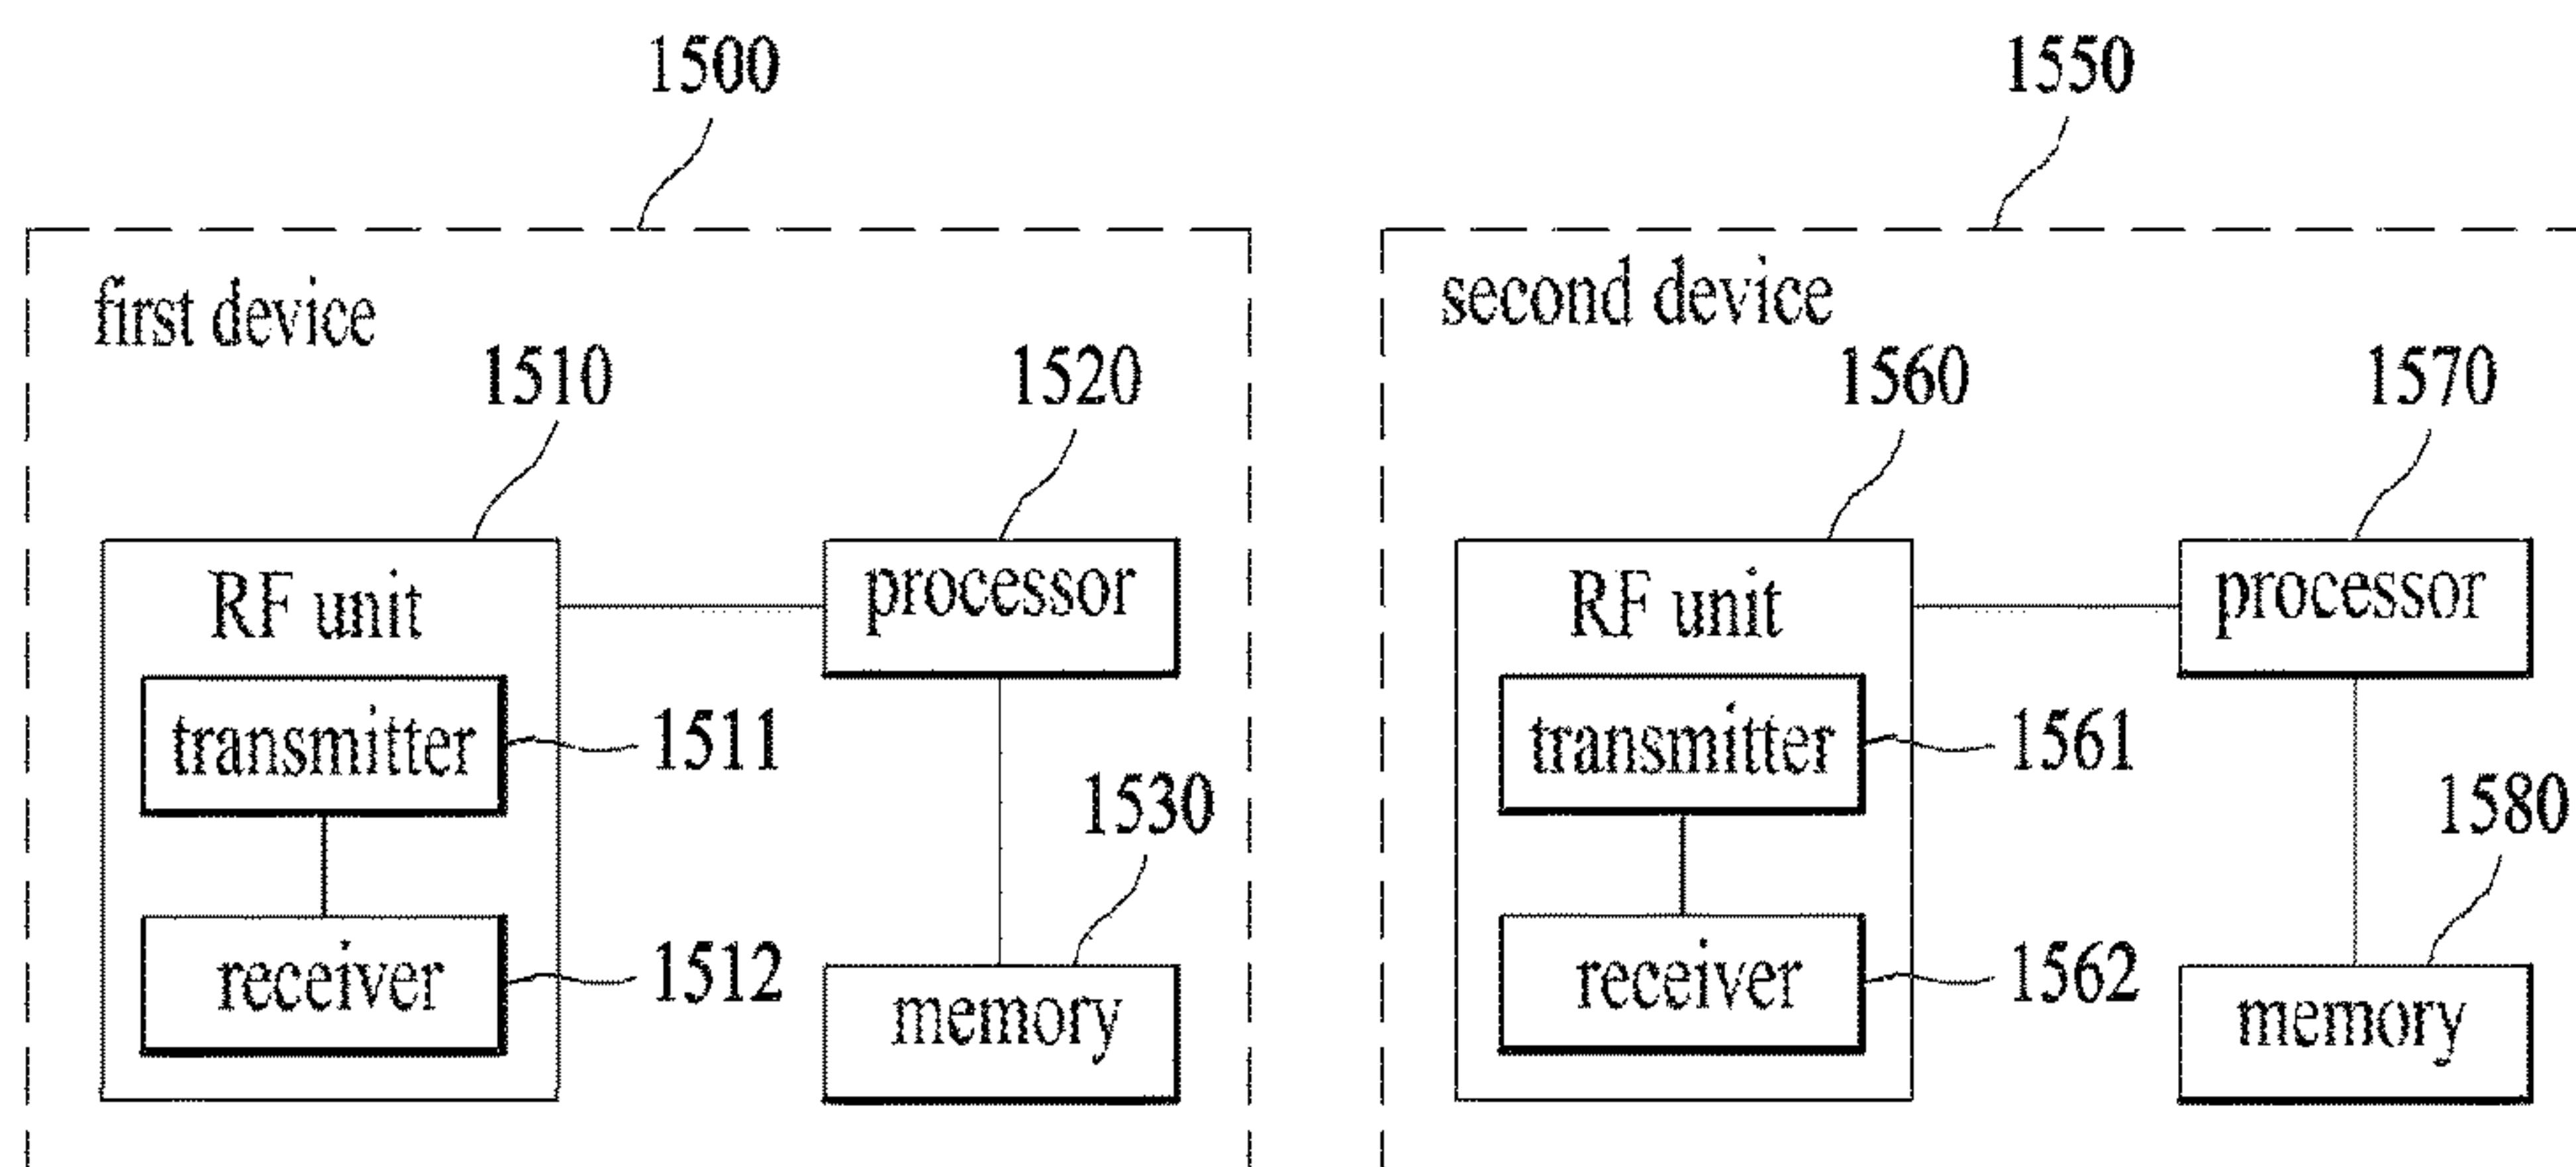 1500
1550
first device
second device
1510
1520
1560
1570
RF unit
processor
RF unit
processor
transmitter
1511
transmitter
1561
1530
1580
receiver
1512
receiver
1562
memory
memory